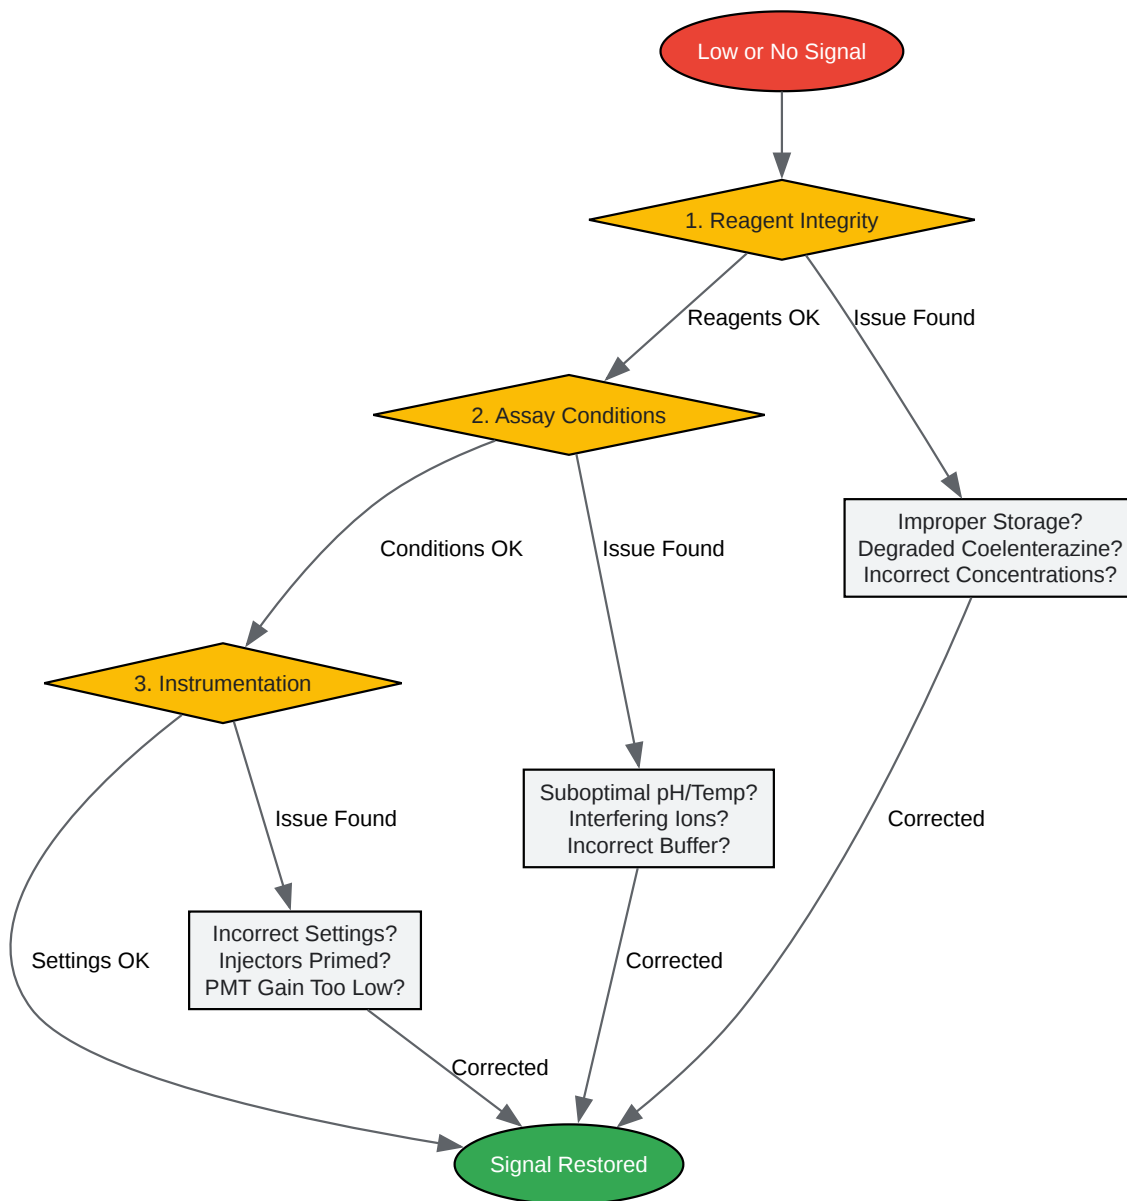 Low or No Signal
1. Reagent Integrity
Reagents OK
Issue Found
2. Assay Conditions
Conditions OK
Issue Found
Improper Storage?
Degraded Coelenterazine?
Incorrect Concentrations?
3. Instrumentation
Issue Found
Suboptimal pH/Temp?
Interfering Ions?
Incorrect Buffer?
Corrected
Settings OK
Incorrect Settings?
Injectors Primed?
PMT Gain Too Low?
Corrected
Corrected
Signal Restored